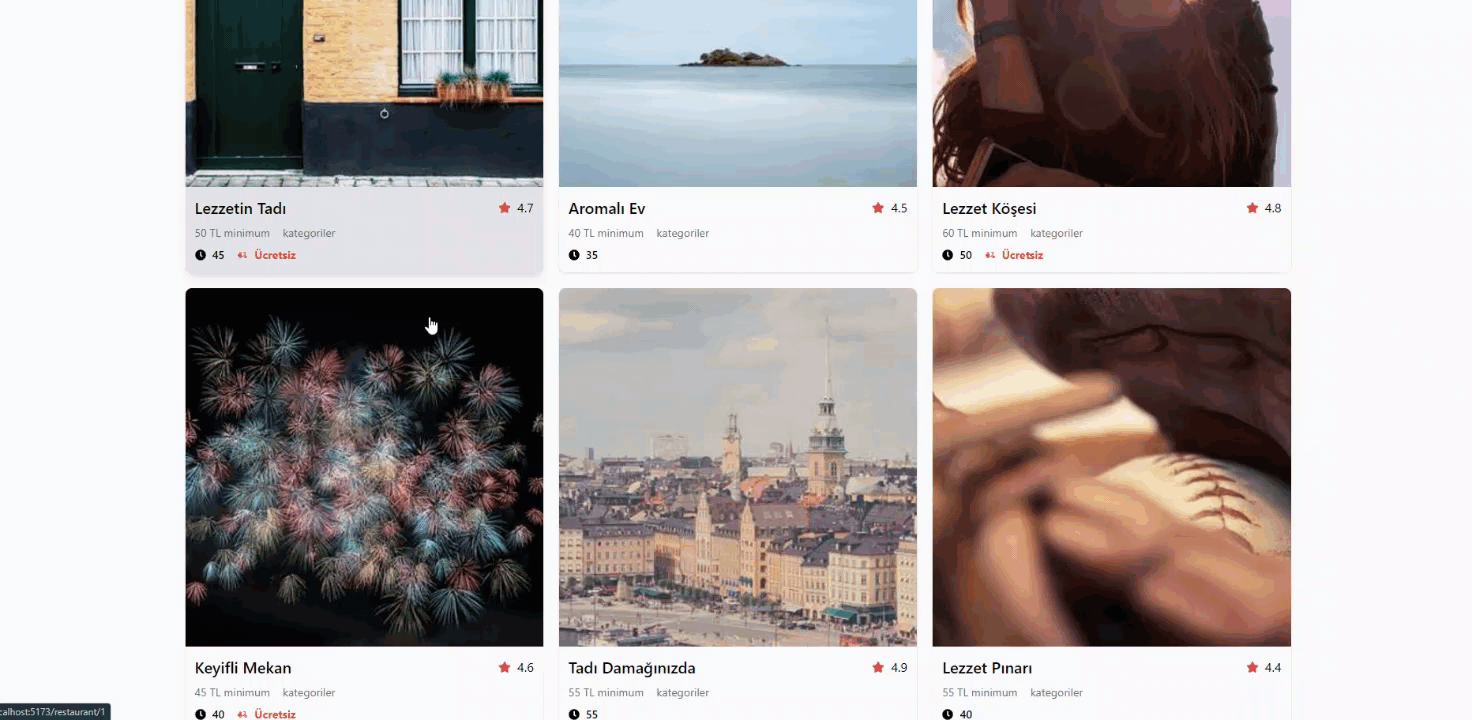 Lezzetin Tadı 4.7
50 TL minimum kategoriler
45 Ücretsiz
Aromalı Ev 4.5
40 TL minimum kategoriler
35
Lezzet Köşesi 4.8
60 TL minimum kategoriler
50 Ücretsiz
Keyifli Mekan 4.6
45 TL minimum kategoriler
40 Ücretsiz
Tadı Damağınızda 4.9
55 TL minimum kategoriler
55
Lezzet Pınarı 4.4
55 TL minimum kategoriler
40
calhost:5173/restaurant/1